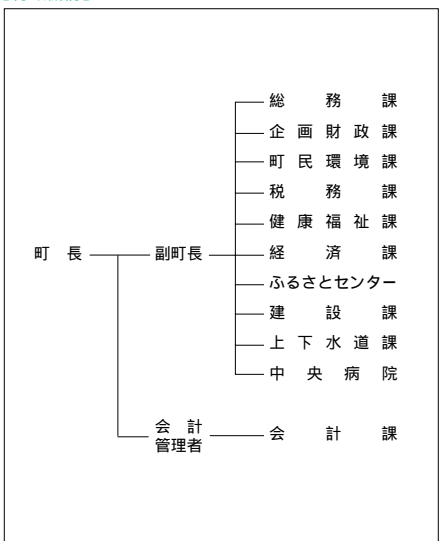 総務課
企画財政課
町民環境課
税務課
健康福祉課
町長 副町長 経済課
ふるさとセンター
建設課
上下水道課
中央病院
会計
管理者 会計課